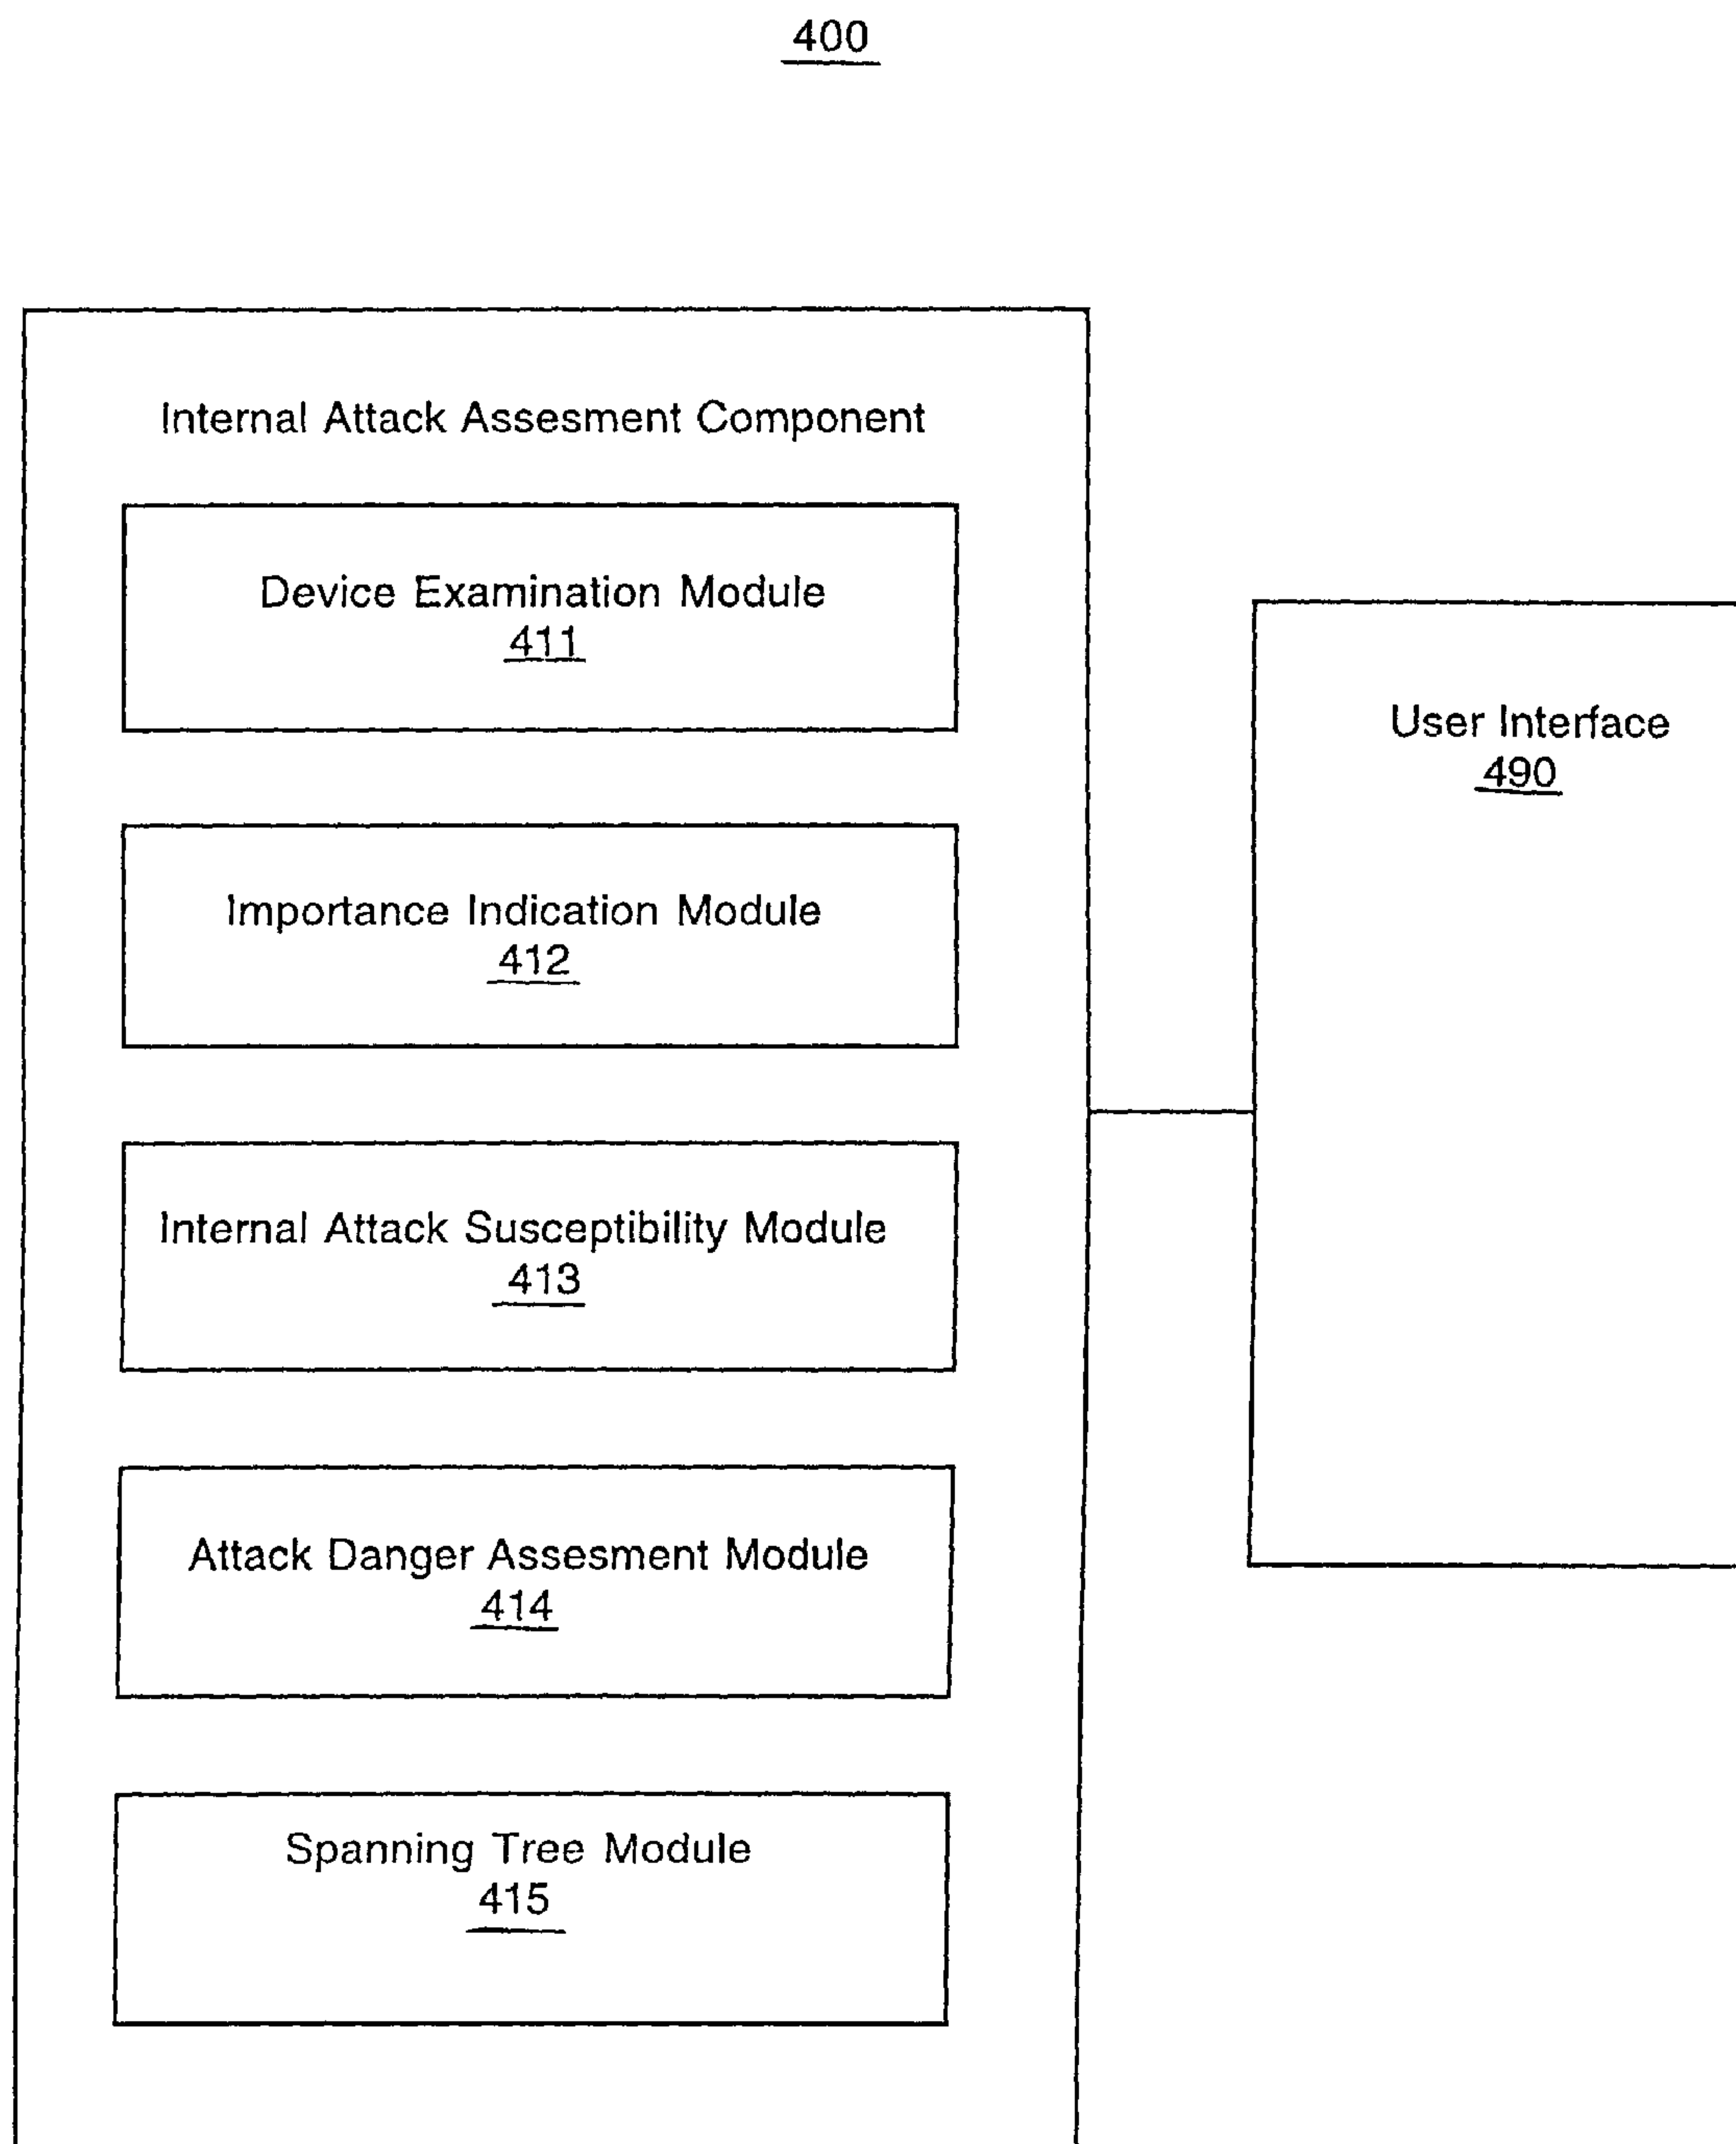 400
Internal Attack Assesment Component
Device Examination Module
411
Importance Indication Module
412
Internal Attack Susceptibility Module
413
Attack Danger Assesment Module
414
Spanning Tree Module
415
User Interface
490